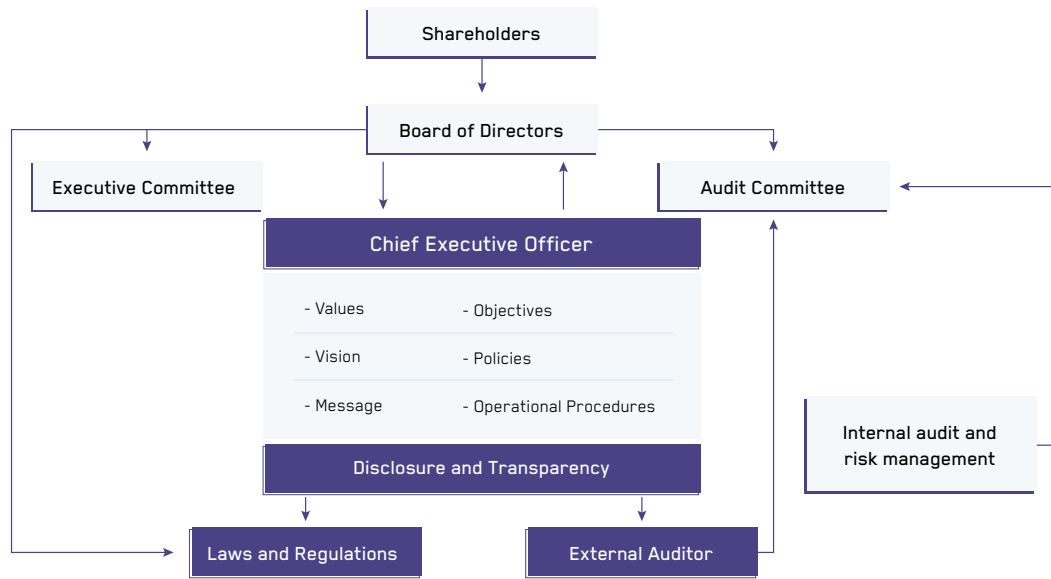 Shareholders
Board of Directors
Executive Committee
Audit Committee
Chief Executive Officer
- Values
- Objectives
- Vision
- Policies
- Message
- Operational Procedures
Internal audit and
risk management
Disclosure and Transparency
Laws and Regulations
External Auditor